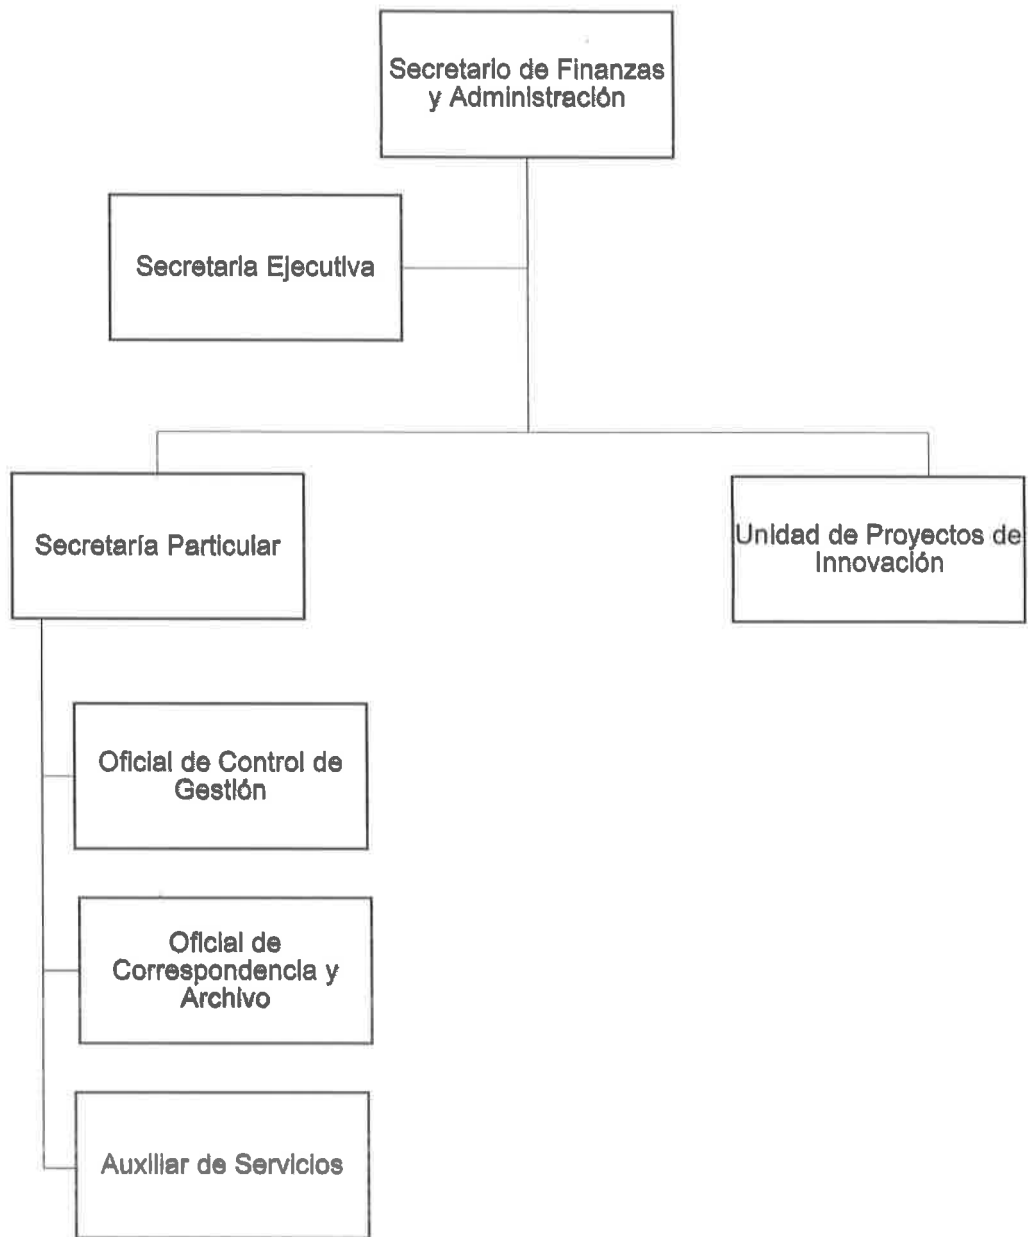 Secretario de Finanzas
y Administración
Secretaria Ejecutiva
Secretaría Particular
Unidad de Proyectos de
Innovación
Oficial de Control de
Gestión
Oficial de
Correspondencia y
Archivo
Auxiliar de Servicios